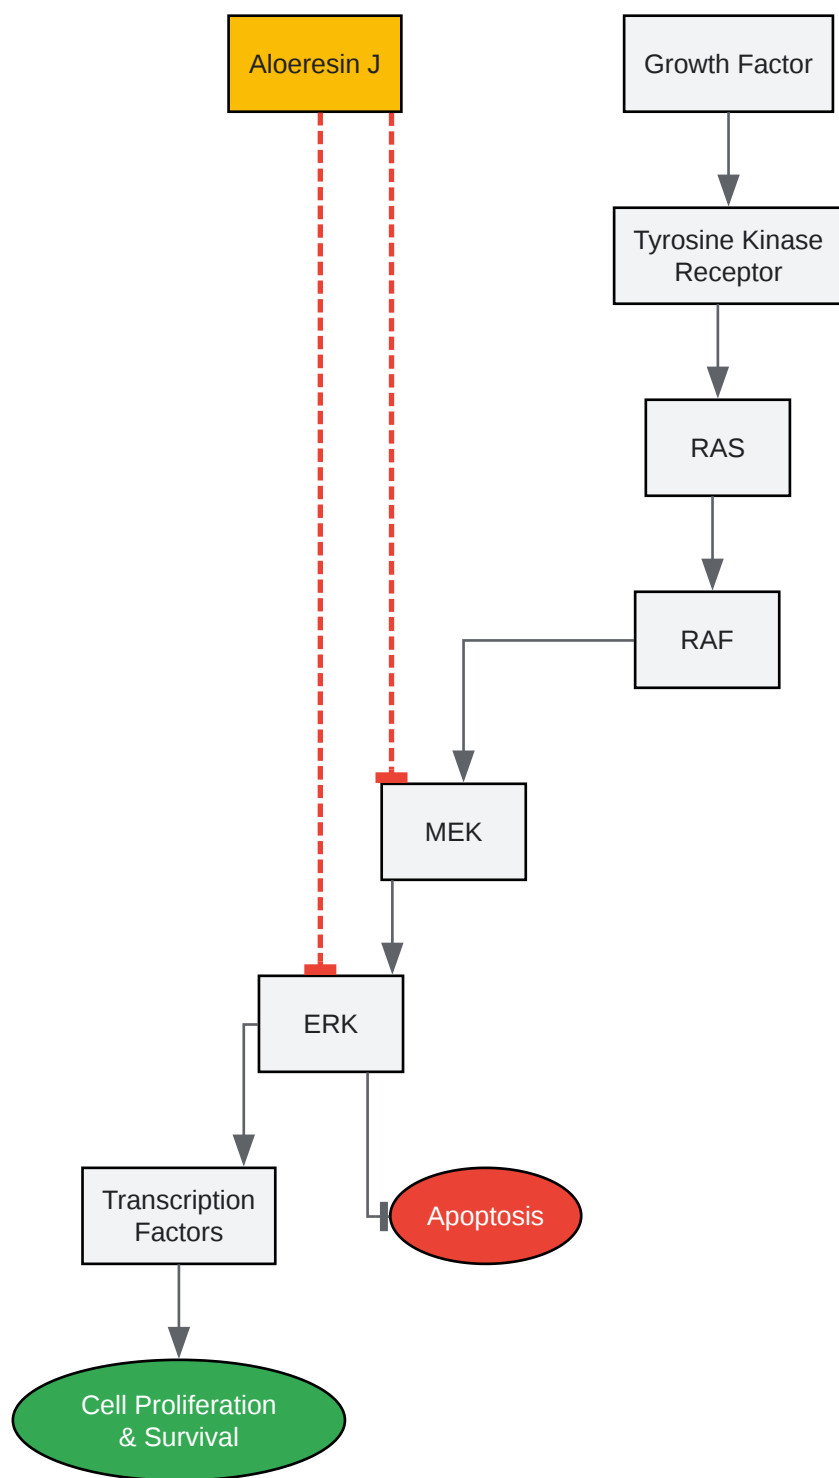 Aloeresin J
Growth Factor
Tyrosine Kinase
Receptor
RAS
RAF
MEK
ERK
Transcription
Factors
Apoptosis
Cell Proliferation
& Survival